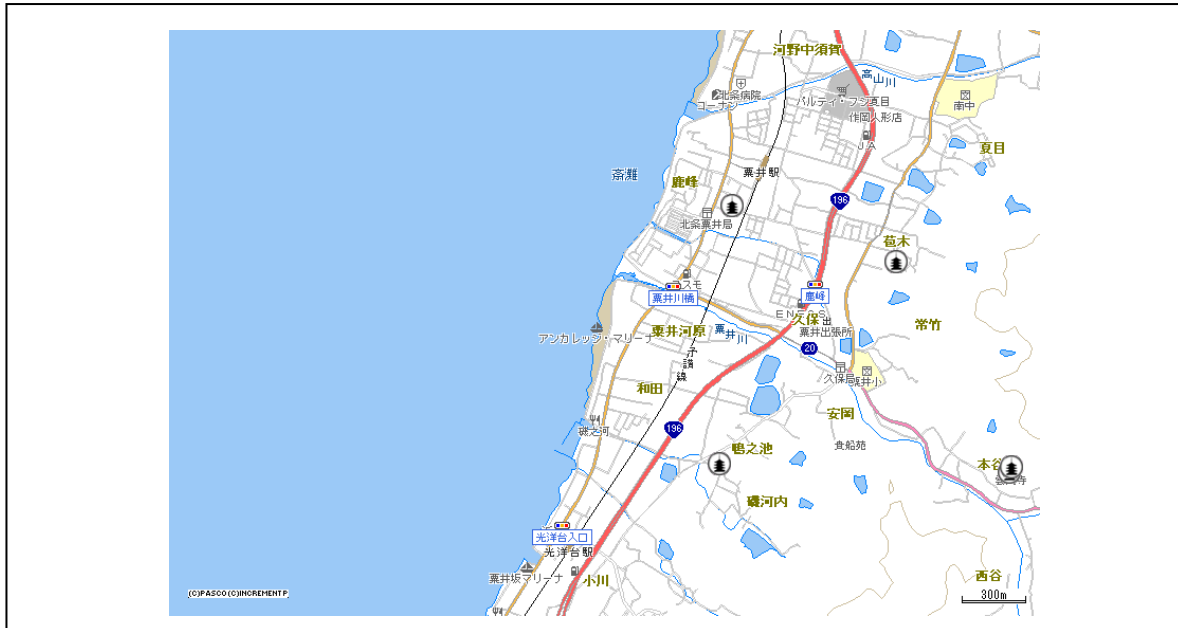 河野中須賀
高山川
北条病院
コーナン
パルティ・フジ夏目
作岡人形店
南中
JA
夏目
斎灘
鹿峰
粟井駅
196
北条粟井局
苞木
コスモ
粟井川橋
鹿峰
ENEOS
久保
粟井出張所
常竹
アンカレッジ・マリーナ
粟井河原
粟井川
予讃線
20
久保局
粟井小
和田
安岡
磯之河
196
鴨之池
貴船苑
本谷
磯河内
光洋台入口
光洋台駅
粟井坂マリーナ
小川
西谷
(C)PASCO(C)INCREMENT P
300m